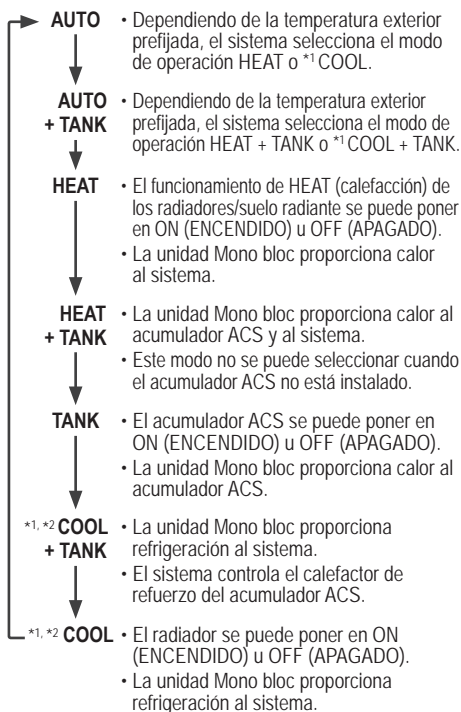 AUTO • Dependiendo de la temperatura exterior
prefijada, el sistema selecciona el modo
de operación HEAT o *1 COOL.
AUTO • Dependiendo de la temperatura exterior
+ TANK prefijada, el sistema selecciona el modo de
operación HEAT + TANK o *1 COOL + TANK.
HEAT • El funcionamiento de HEAT (calefacción) de
los radiadores/suelo radiante se puede poner
en ON (ENCENDIDO) u OFF (APAGADO).
• La unidad Mono bloc proporciona calor
al sistema.
HEAT • La unidad Mono bloc proporciona calor al
+ TANK acumulador ACS y al sistema.
• Este modo no se puede seleccionar cuando
el acumulador ACS no está instalado.
TANK • El acumulador ACS se puede poner en
ON (ENCENDIDO) u OFF (APAGADO).
• La unidad Mono bloc proporciona calor al
acumulador ACS.
*1, *2 COOL • La unidad Mono bloc proporciona
+ TANK refrigeración al sistema.
• El sistema controla el calefactor de
refuerzo del acumulador ACS.
*1, *2 COOL • El radiador se puede poner en ON
(ENCENDIDO) u OFF (APAGADO).
• La unidad Mono bloc proporciona
refrigeración al sistema.